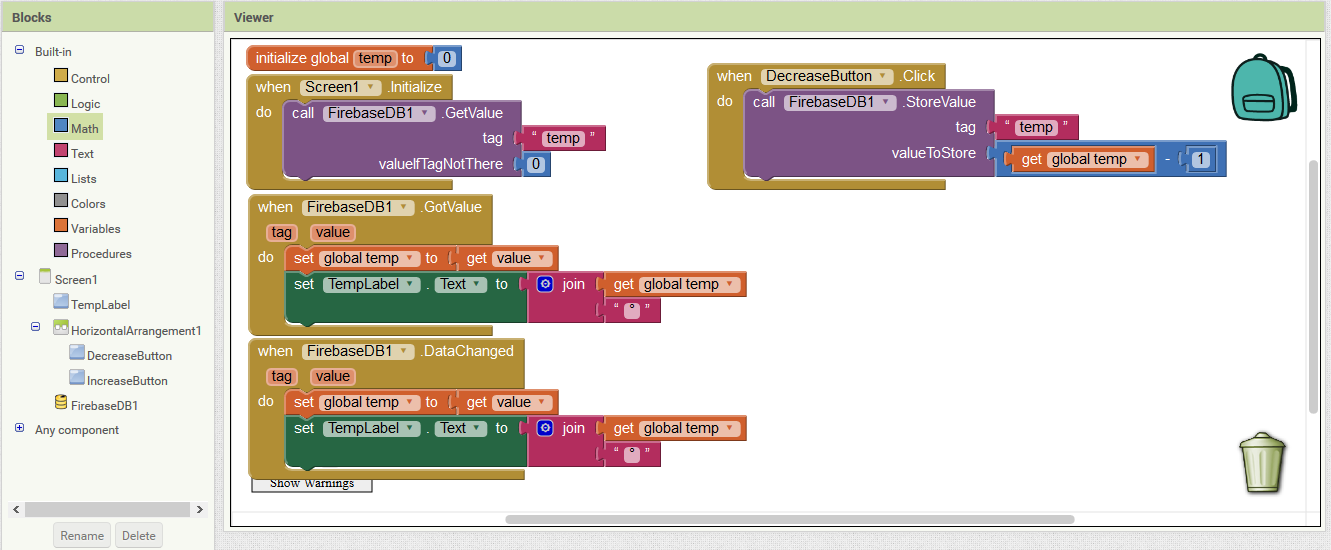 Blocks
Built-in
Control
Logic
Math
Text
Lists
Colors
Variables
Procedures
Screen1
TempLabel
HorizontalArrangement1
DecreaseButton
IncreaseButton
FirebaseDB1
Any component
Rename Delete
Viewer
initialize global temp to 0
when Screen1 .Initialize
do call FirebaseDB1 .GetValue
tag “ temp ”
valueIfTagNotThere 0
when FirebaseDB1 .GotValue
tag value
do set global temp to get value
set TempLabel . Text to join get global temp
“ ° ”
when FirebaseDB1 .DataChanged
tag value
do set global temp to get value
set TempLabel . Text to join get global temp
“ ° ”
Show Warnings
when DecreaseButton .Click
do call FirebaseDB1 .StoreValue
tag “ temp ”
valueToStore get global temp - 1